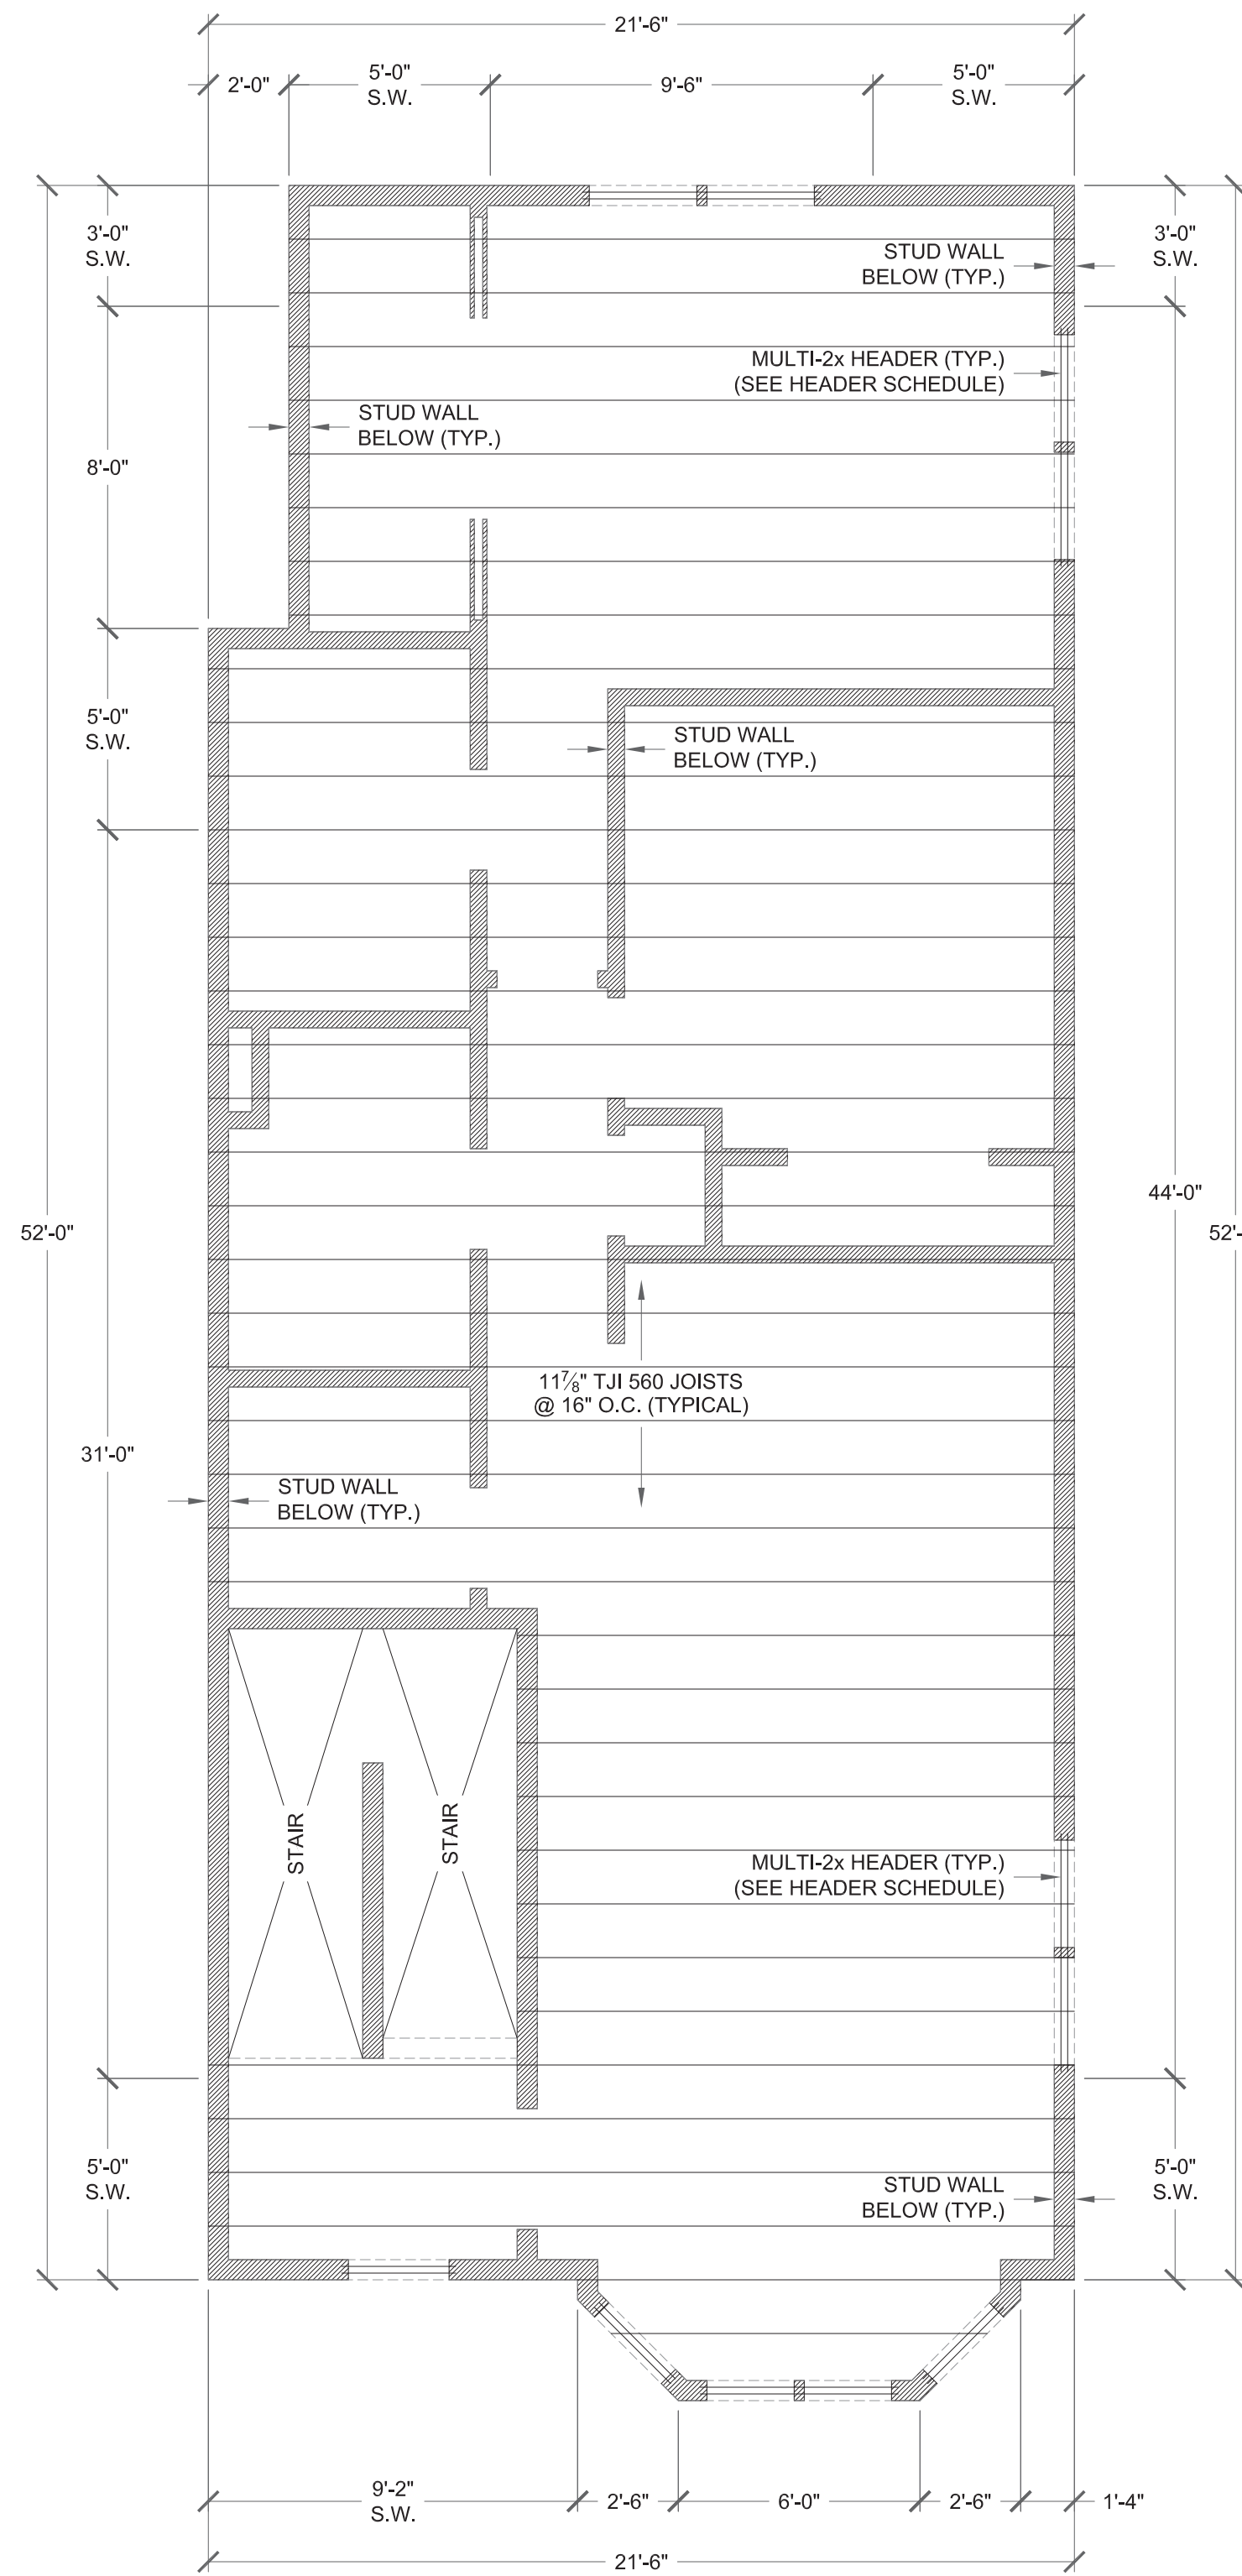 21'-6"
2'-0"
5'-0"
S.W.
9'-6"
5'-0"
S.W.
3'-0"
S.W.
3'-0"
S.W.
STUD WALL
BELOW (TYP.)
MULTI-2x HEADER (TYP.)
(SEE HEADER SCHEDULE)
STUD WALL
BELOW (TYP.)
8'-0"
5'-0"
S.W.
STUD WALL
BELOW (TYP.)
44'-0"
52'-0"
52'-
11⅞" TJI 560 JOISTS
@ 16" O.C. (TYPICAL)
31'-0"
STUD WALL
BELOW (TYP.)
STAIR
STAIR
MULTI-2x HEADER (TYP.)
(SEE HEADER SCHEDULE)
5'-0"
S.W.
STUD WALL
BELOW (TYP.)
5'-0"
S.W.
9'-2"
S.W.
2'-6"
6'-0"
2'-6"
1'-4"
21'-6"